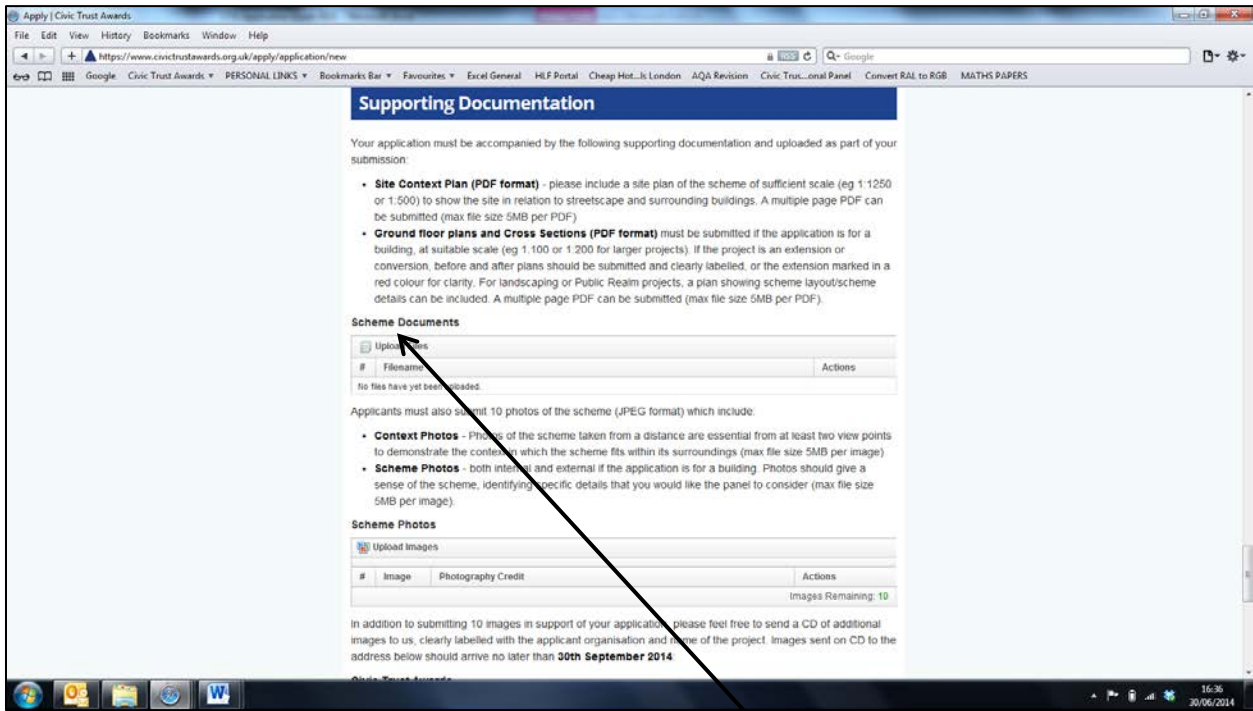 Apply | Civic Trust Awards
File Edit View History Bookmarks Window Help
https://www.civictrustawards.org.uk/apply/application/new RSS Q- Google
Google Civic Trust Awards PERSONAL LINKS Bookmarks Bar Favourites Excel General HLF Portal Cheap Hot...ls London AQA Revision Civic Trus...onal Panel Convert RAL to RGB MATHS PAPERS
Supporting Documentation
Your application must be accompanied by the following supporting documentation and uploaded as part of your
submission:
• Site Context Plan (PDF format) - please include a site plan of the scheme of sufficient scale (eg 1:1250
or 1:500) to show the site in relation to streetscape and surrounding buildings. A multiple page PDF can
be submitted (max file size 5MB per PDF)
• Ground floor plans and Cross Sections (PDF format) must be submitted if the application is for a
building, at suitable scale (eg 1:100 or 1:200 for larger projects). If the project is an extension or
conversion, before and after plans should be submitted and clearly labelled, or the extension marked in a
red colour for clarity. For landscaping or Public Realm projects, a plan showing scheme layout/scheme
details can be included. A multiple page PDF can be submitted (max file size 5MB per PDF).
Scheme Documents
Upload Files
# Filename Actions
No files have yet been uploaded.
Applicants must also submit 10 photos of the scheme (JPEG format) which include:
• Context Photos - Photos of the scheme taken from a distance are essential from at least two view points
to demonstrate the context in which the scheme fits within its surroundings (max file size 5MB per image)
• Scheme Photos - both internal and external if the application is for a building. Photos should give a
sense of the scheme, identifying specific details that you would like the panel to consider (max file size
5MB per image).
Scheme Photos
Upload Images
# Image Photography Credit Actions
Images Remaining: 10
In addition to submitting 10 images in support of your application, please feel free to send a CD of additional
images to us, clearly labelled with the applicant organisation and name of the project. Images sent on CD to the
address below should arrive no later than 30th September 2014
Civic Trust Awards
16:36
30/06/2014